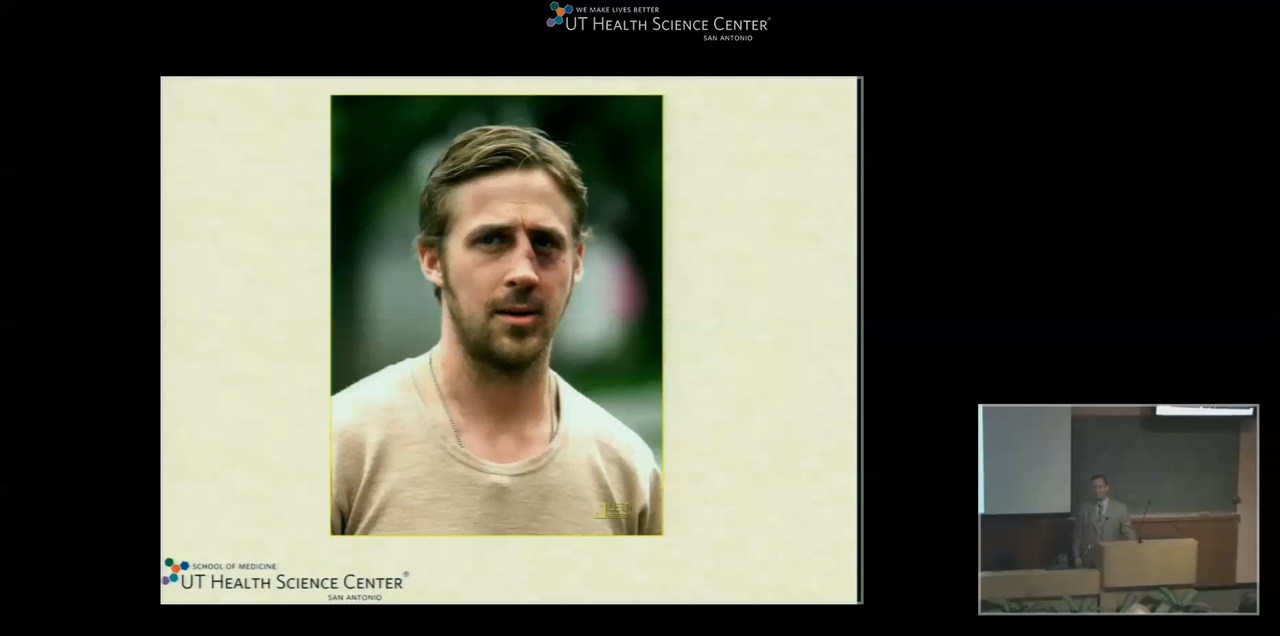 WE MAKE LIVES BETTER
UT HEALTH SCIENCE CENTER®
SAN ANTONIO
SCHOOL OF MEDICINE
UT HEALTH SCIENCE CENTER®
SAN ANTONIO